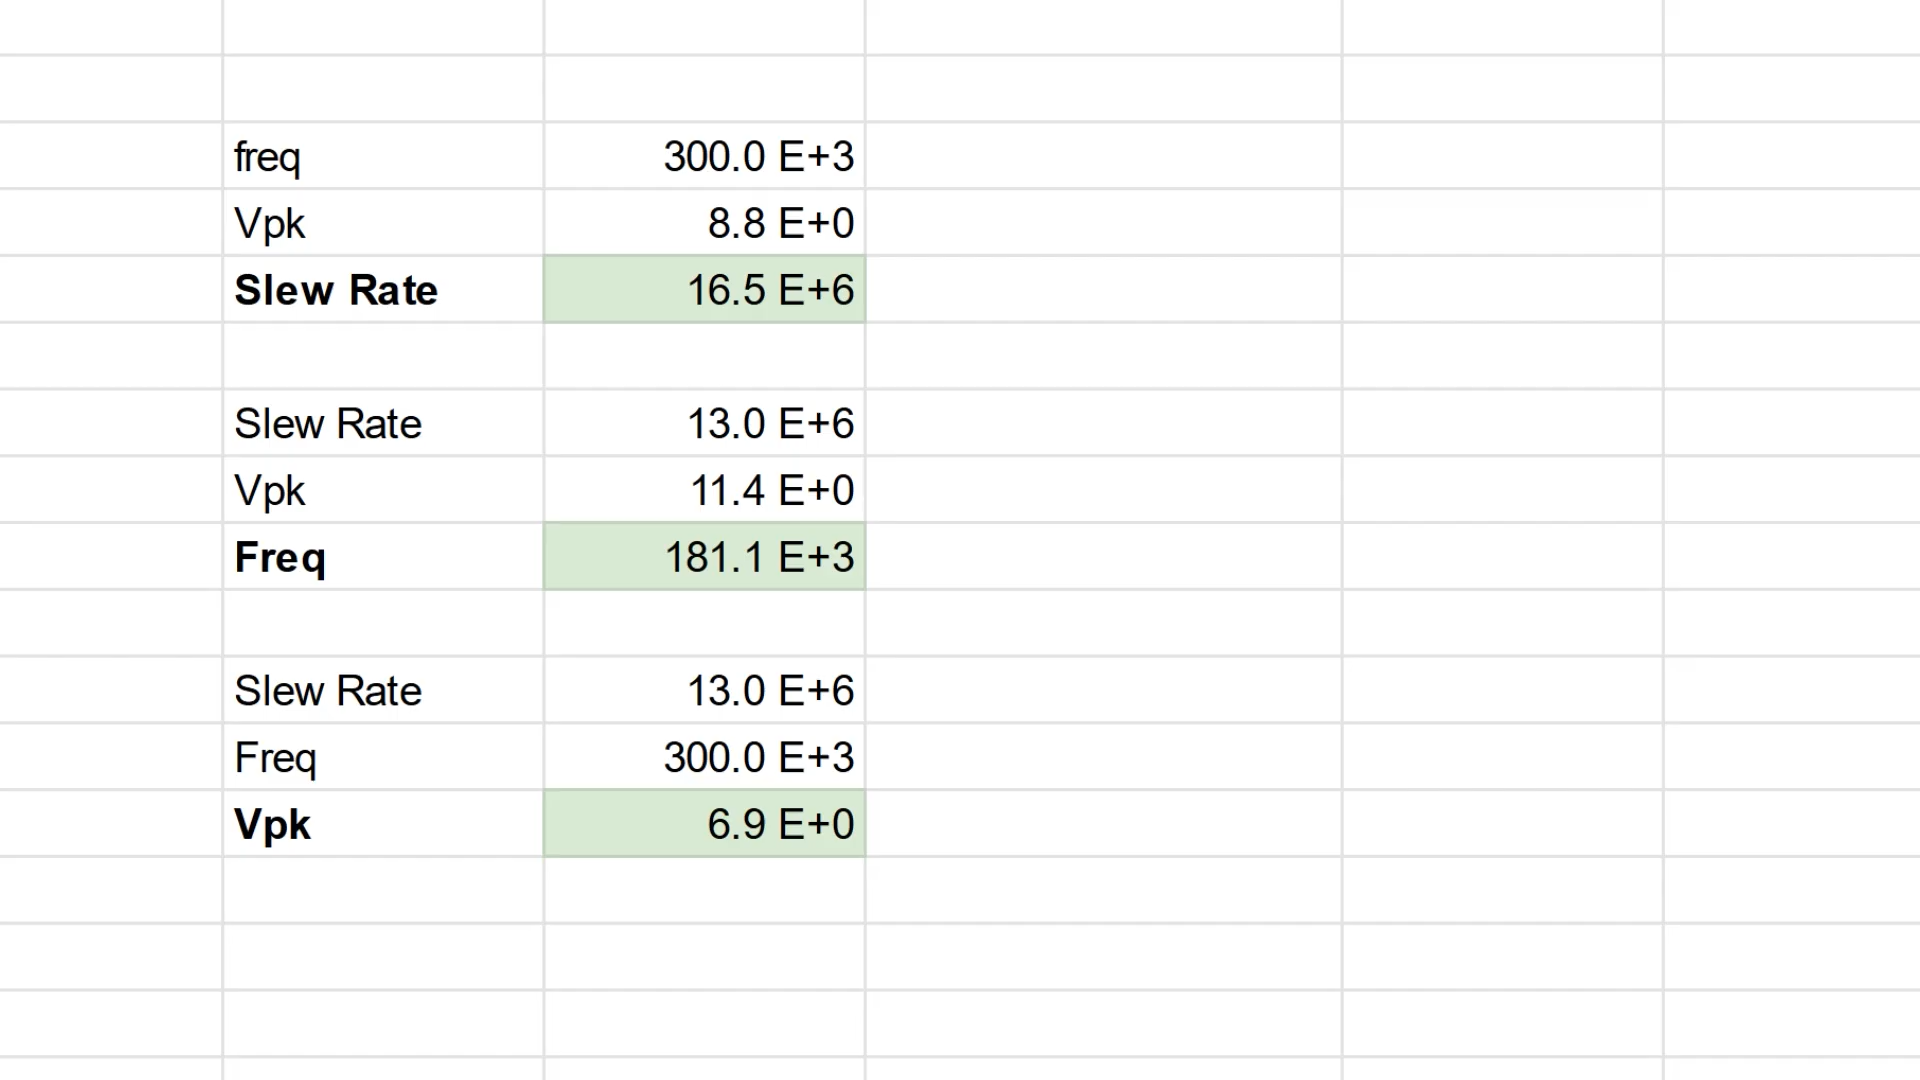 freq 300.0 E+3
Vpk 8.8 E+0
Slew Rate 16.5 E+6
Slew Rate 13.0 E+6
Vpk 11.4 E+0
Freq 181.1 E+3
Slew Rate 13.0 E+6
Freq 300.0 E+3
Vpk 6.9 E+0